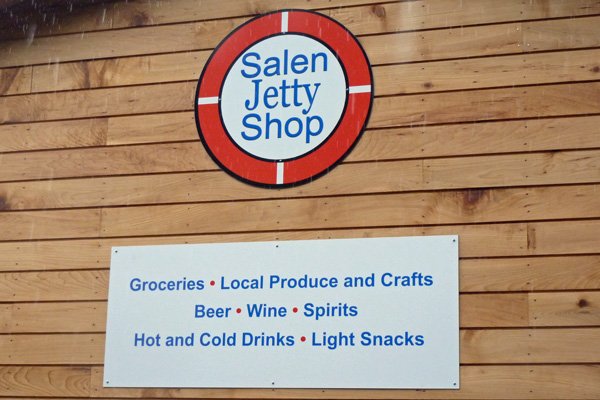 Salen
Jetty
Shop
Groceries • Local Produce and Crafts
Beer • Wine • Spirits
Hot and Cold Drinks • Light Snacks